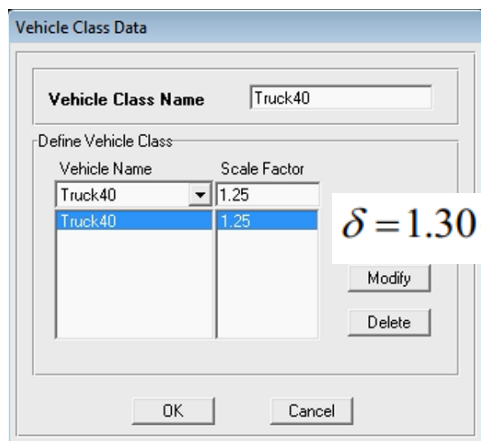 Vehicle Class Data
Vehicle Class Name Truck40
Define Vehicle Class
Vehicle Name Scale Factor
Truck40 1.25
Truck40 1.25
δ = 1.30
Modify
Delete
OK Cancel